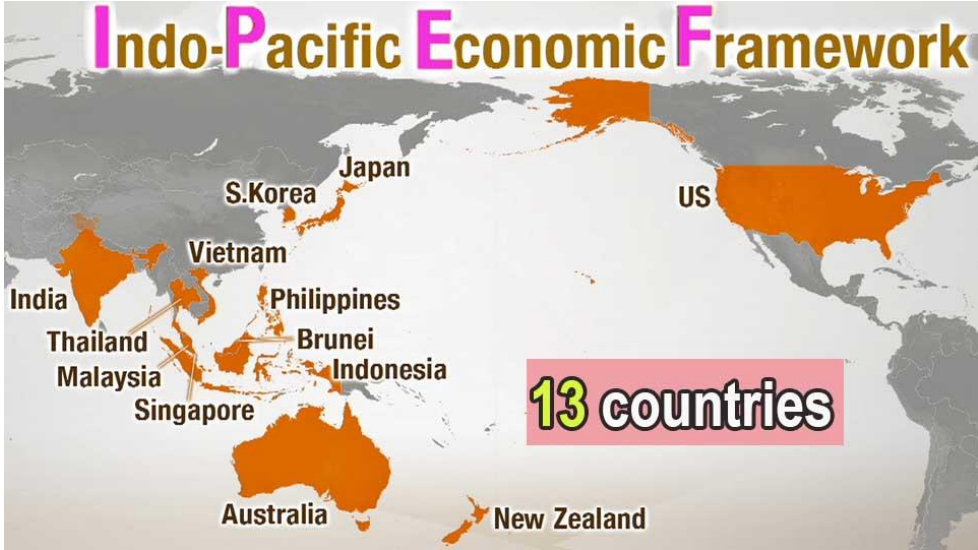 Indo-Pacific Economic Framework
Japan
S.Korea
US
Vietnam
India
Philippines
Thailand
Brunei
Malaysia
Indonesia
Singapore
13 countries
Australia
New Zealand